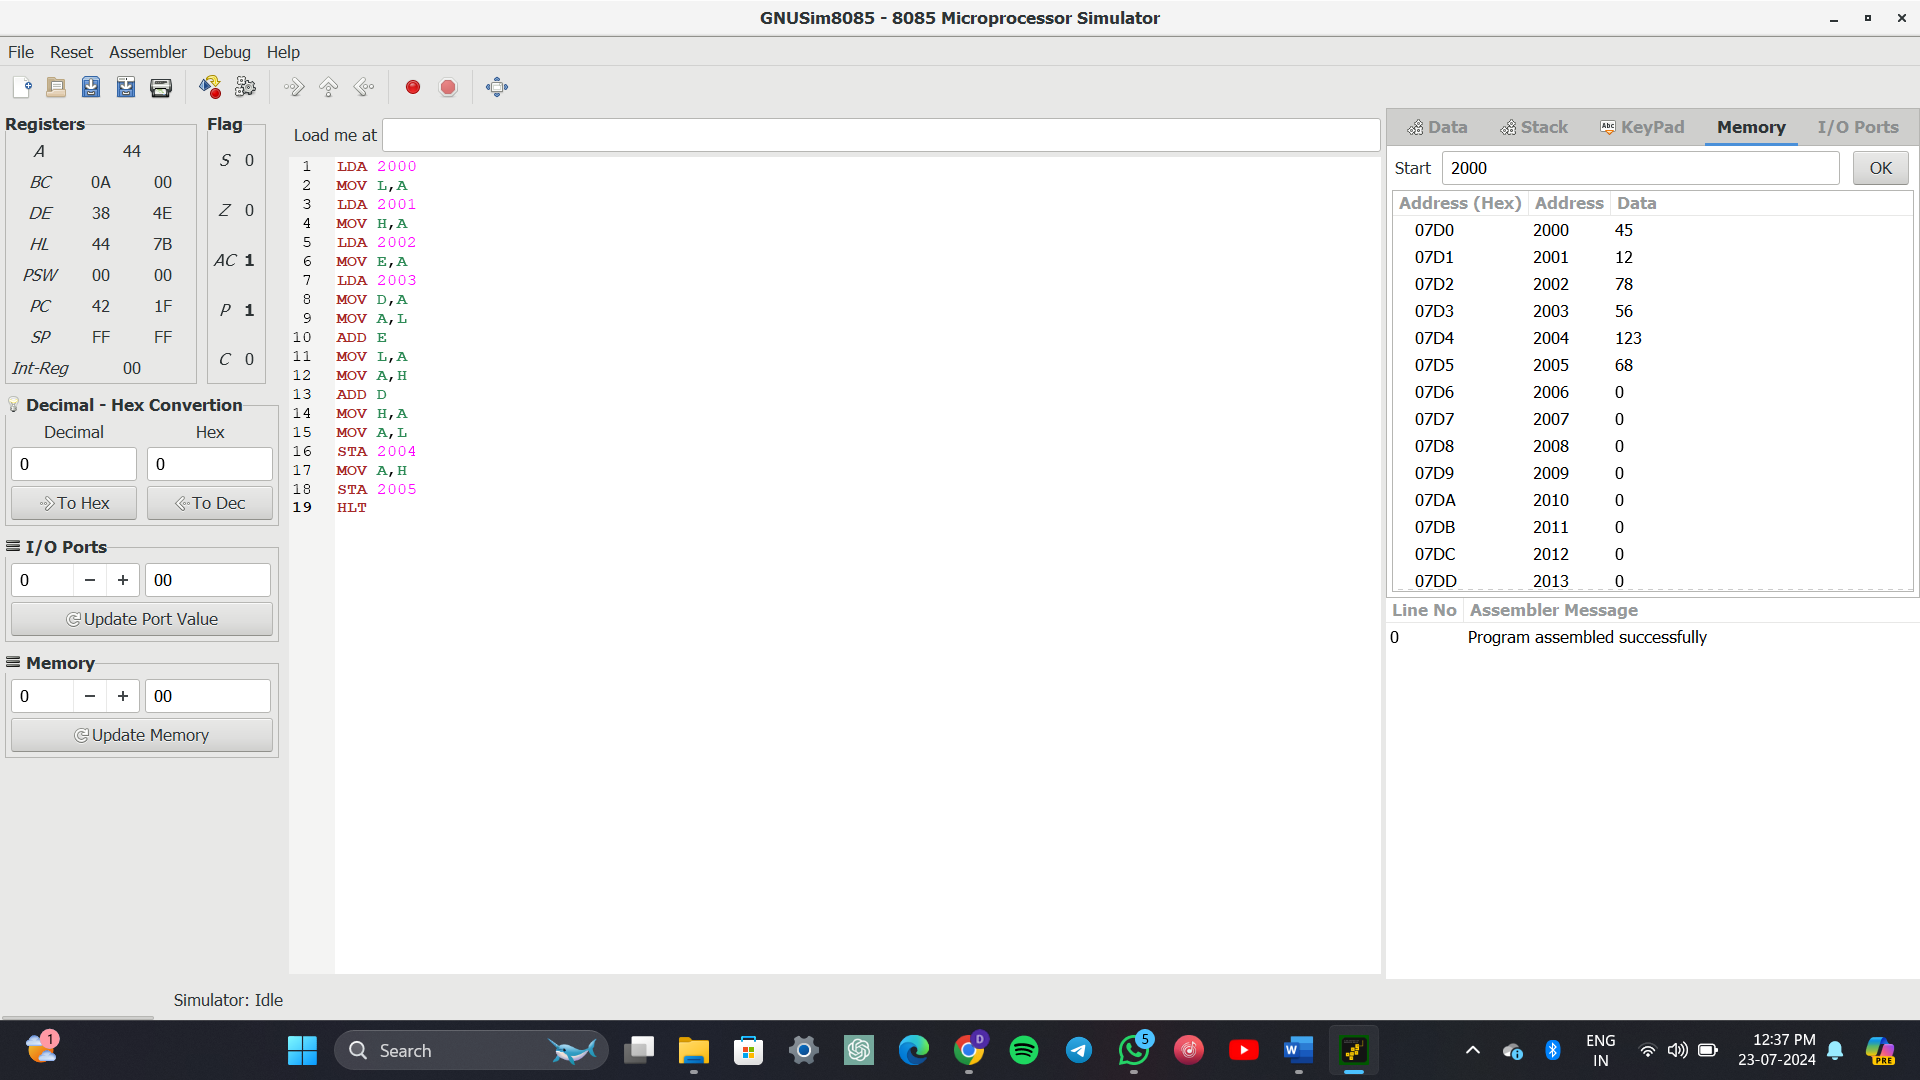 GNUSim8085 - 8085 Microprocessor Simulator
File Reset Assembler Debug Help
Registers
A 44
BC 0A 00
DE 38 4E
HL 44 7B
PSW 00 00
PC 42 1F
SP FF FF
Int-Reg 00
Flag
S 0
Z 0
AC 1
P 1
C 0
Decimal - Hex Convertion
Decimal Hex
0 0
To Hex To Dec
I/O Ports
0 − + 00
Update Port Value
Memory
0 − + 00
Update Memory
Load me at
1 LDA 2000
2 MOV L,A
3 LDA 2001
4 MOV H,A
5 LDA 2002
6 MOV E,A
7 LDA 2003
8 MOV D,A
9 MOV A,L
10 ADD E
11 MOV L,A
12 MOV A,H
13 ADD D
14 MOV H,A
15 MOV A,L
16 STA 2004
17 MOV A,H
18 STA 2005
19 HLT
Data Stack Abc KeyPad Memory I/O Ports
Start 2000 OK
Address (Hex) Address Data
07D0 2000 45
07D1 2001 12
07D2 2002 78
07D3 2003 56
07D4 2004 123
07D5 2005 68
07D6 2006 0
07D7 2007 0
07D8 2008 0
07D9 2009 0
07DA 2010 0
07DB 2011 0
07DC 2012 0
07DD 2013 0
Line No Assembler Message
0 Program assembled successfully
Simulator: Idle
1
Search
D
5
W
ENG
IN
12:37 PM
23-07-2024
PRE